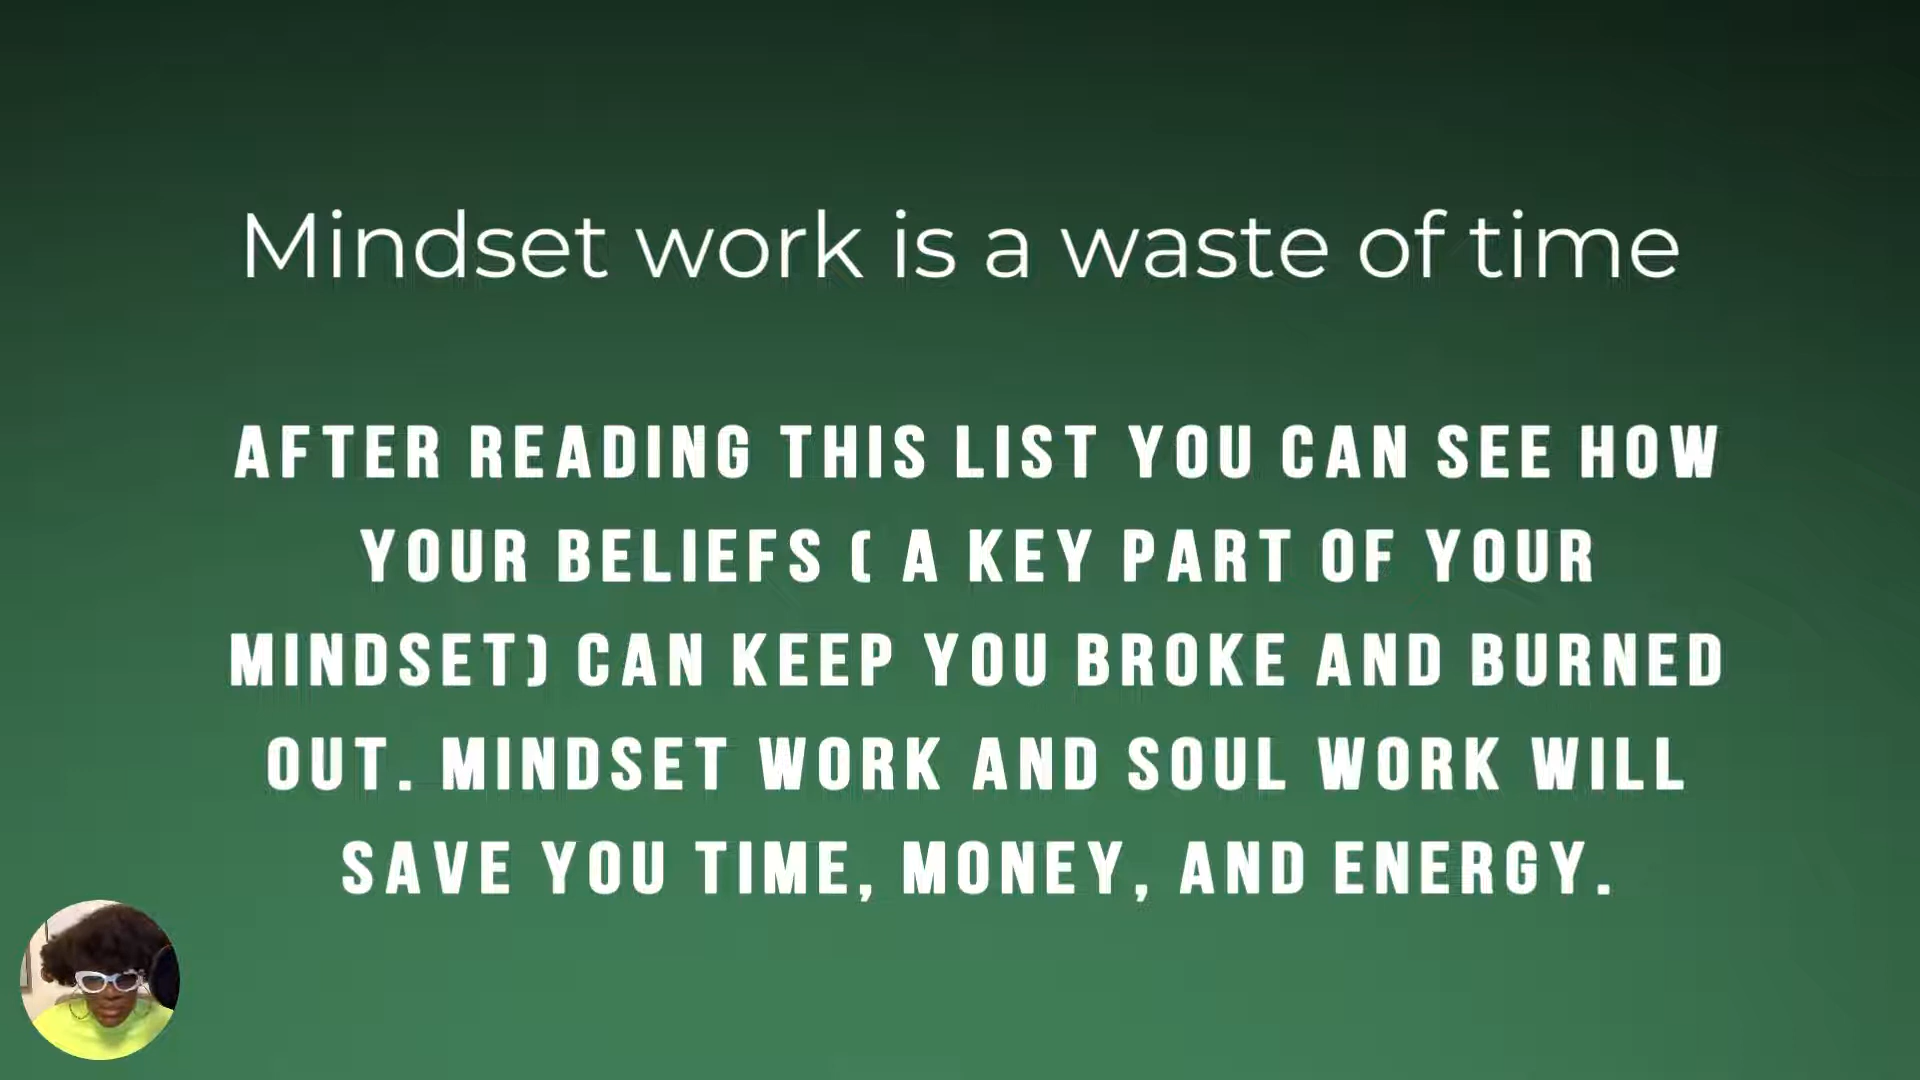 Mindset work is a waste of time
AFTER READING THIS LIST YOU CAN SEE HOW
YOUR BELIEFS ( A KEY PART OF YOUR
MINDSET) CAN KEEP YOU BROKE AND BURNED
OUT. MINDSET WORK AND SOUL WORK WILL
SAVE YOU TIME, MONEY, AND ENERGY.